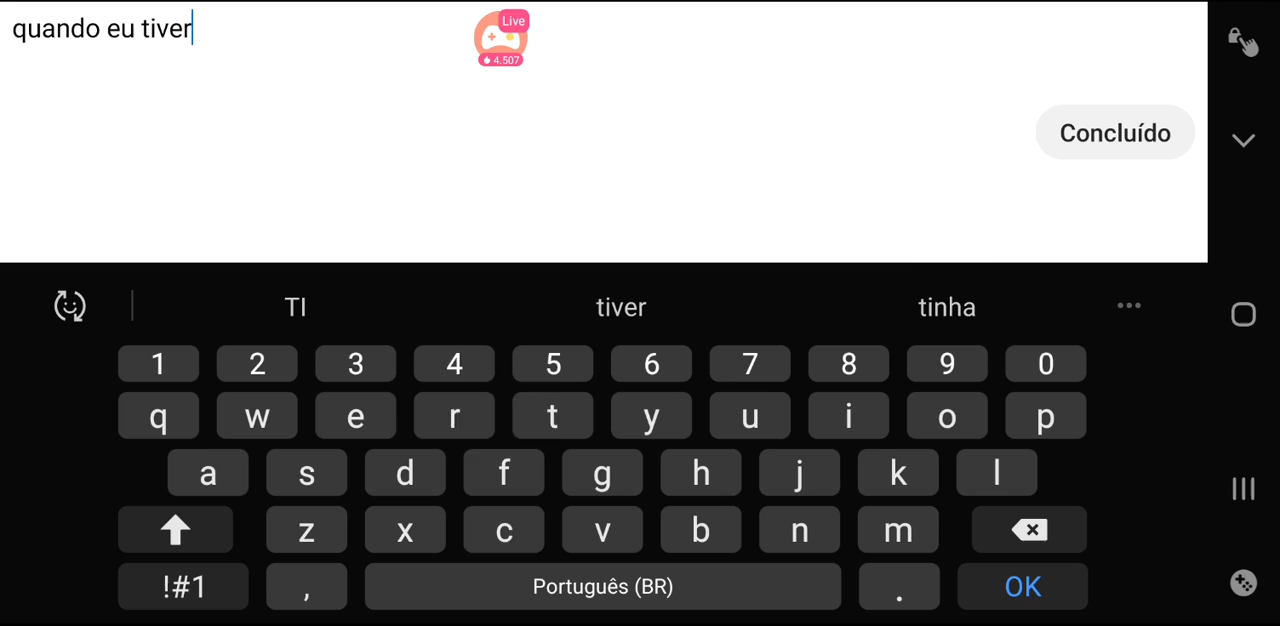 quando eu tiver
Live
4.507
Concluído
TI tiver tinha
1 2 3 4 5 6 7 8 9 0
q w e r t y u i o p
a s d f g h j k l
z x c v b n m
!#1 , Português (BR) . OK